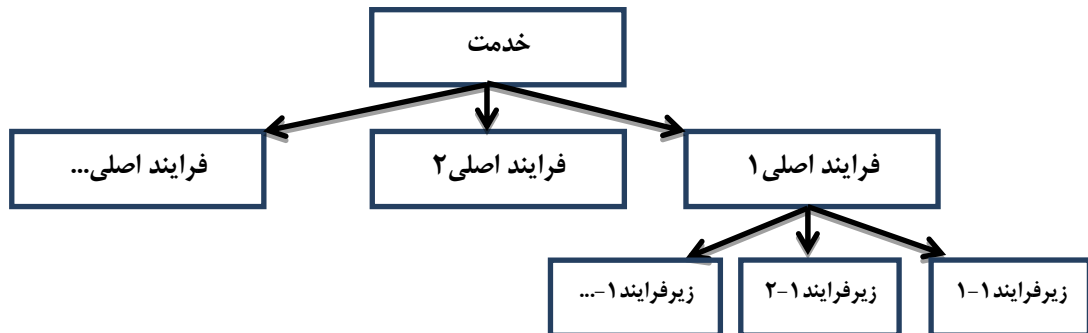 خدمت
فرایند اصلی۱
فرایند اصلی۲
فرایند اصلی...
زیرفرایند۱-۱
زیرفرایند۱-۲
زیرفرایند۱-...